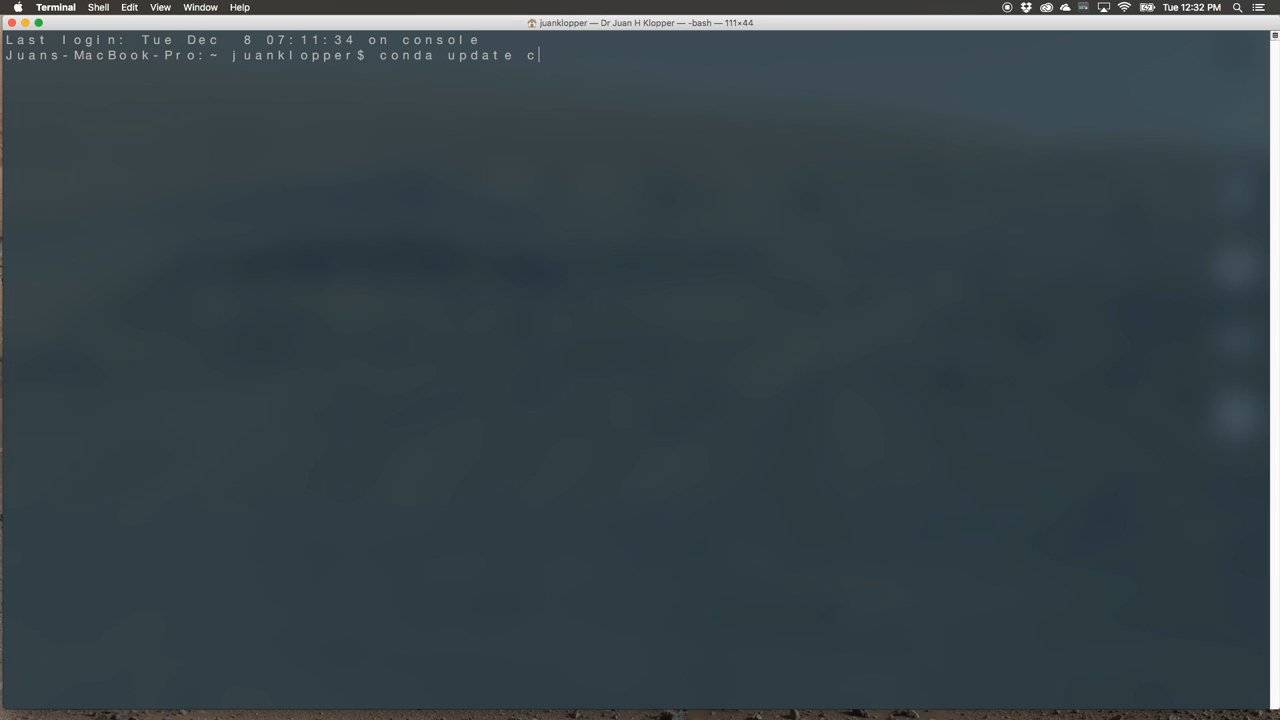 Terminal Shell Edit View Window Help Tue 12:32 PM
juanklopper — Dr Juan H Klopper — -bash — 111×44
Last login: Tue Dec  8 07:11:34 on console
Juans-MacBook-Pro:~ juanklopper$ conda update c